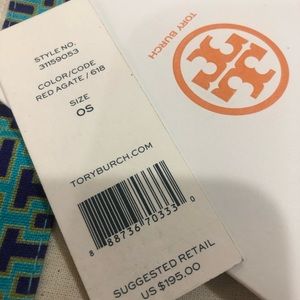 STYLE NO.
31159053
COLOR/CODE
RED AGATE / 618
SIZE
OS
TORYBURCH.COM
8 88736 70333 0
SUGGESTED RETAIL
US $195.00
TORY BURCH